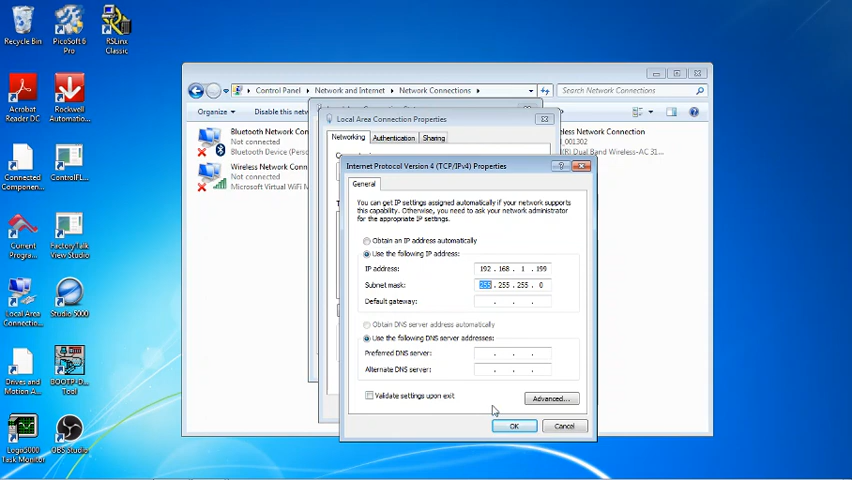 Recycle Bin
PicoSoft 6
Pro
RSLinx
Classic
Acrobat
Reader DC
Rockwell
Automatio...
Connected
Componen...
ControlFL...
Current
Progra...
FactoryTalk
View Studio
Local Area
Connectio...
Studio 5000
Drives and
Motion A...
BOOTP-D...
Tool
Logix5000
Task Monitor
OBS Studio
Control Panel
Network and Internet
Network Connections
Search Network Connections
Organize
Disable this netw
Bluetooth Network Con
Not connected
Bluetooth Device (Perso
Wireless Network Conn
Not connected
Microsoft Virtual WiFi M
eless Network Connection
_001302
) Dual Band Wireless-AC 31...
Local Area Connection Properties
Networking
Authentication
Sharing
Internet Protocol Version 4 (TCP/IPv4) Properties
General
You can get IP settings assigned automatically if your network supports
this capability. Otherwise, you need to ask your network administrator
for the appropriate IP settings.
Obtain an IP address automatically
Use the following IP address:
IP address: 192 . 168 . 1 . 199
Subnet mask: 255 . 255 . 255 . 0
Default gateway: . . .
Obtain DNS server address automatically
Use the following DNS server addresses:
Preferred DNS server: . . .
Alternate DNS server: . . .
Validate settings upon exit
Advanced...
OK
Cancel